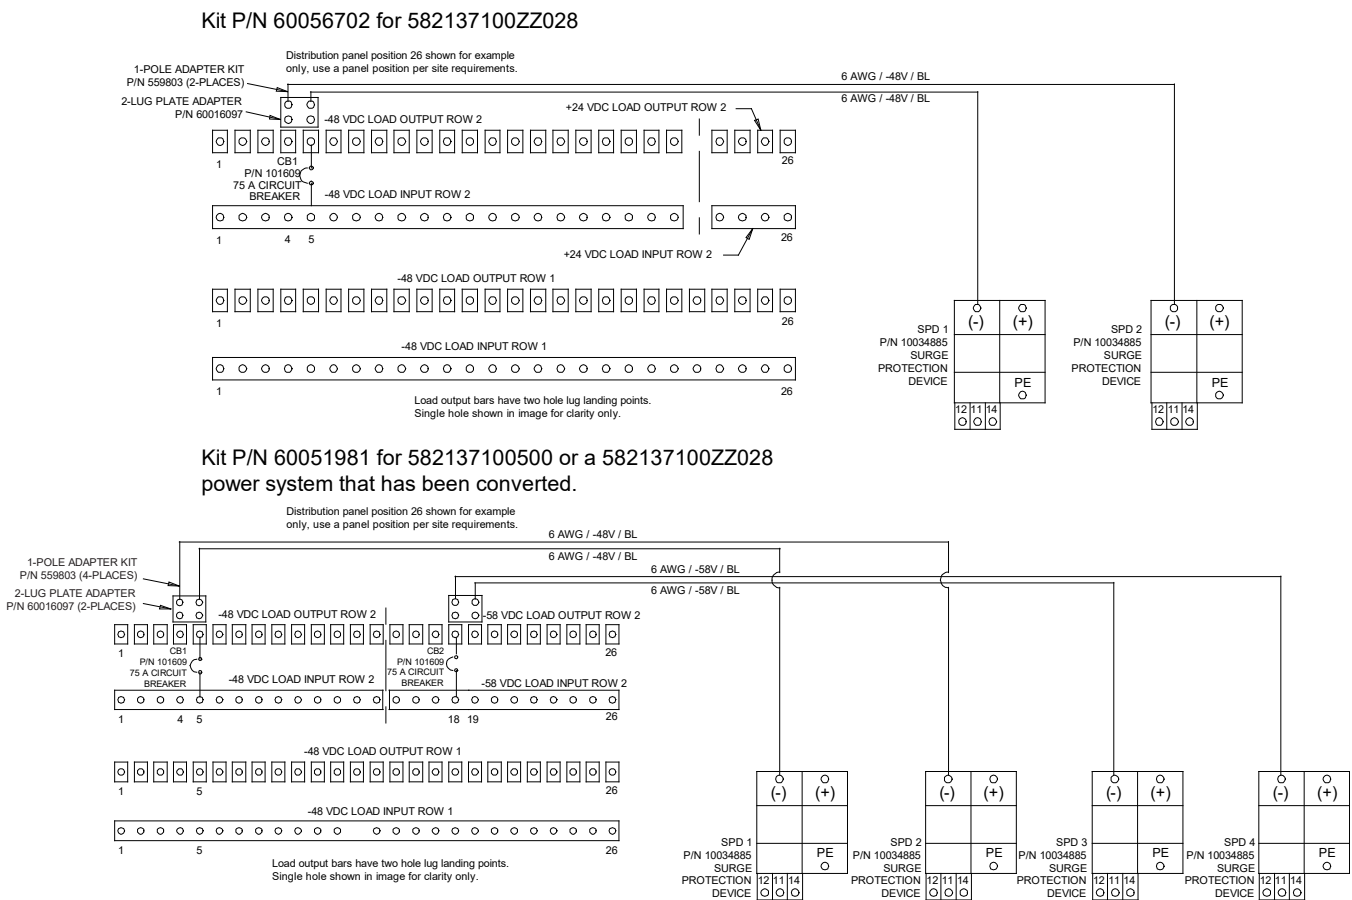 Kit P/N 60056702 for 582137100ZZ028
Distribution panel position 26 shown for example
only, use a panel position per site requirements.
1-POLE ADAPTER KIT
P/N 559803 (2-PLACES)
2-LUG PLATE ADAPTER
P/N 60016097
6 AWG / -48V / BL
6 AWG / -48V / BL
+24 VDC LOAD OUTPUT ROW 2
-48 VDC LOAD OUTPUT ROW 2
1
26
CB1
P/N 101609
75 A CIRCUIT
BREAKER
-48 VDC LOAD INPUT ROW 2
1
4
5
26
+24 VDC LOAD INPUT ROW 2
-48 VDC LOAD OUTPUT ROW 1
1
26
-48 VDC LOAD INPUT ROW 1
1
26
Load output bars have two hole lug landing points.
Single hole shown in image for clarity only.
SPD 1
P/N 10034885
SURGE
PROTECTION
DEVICE
(-)
(+)
PE
12 11 14
SPD 2
P/N 10034885
SURGE
PROTECTION
DEVICE
(-)
(+)
PE
12 11 14
Kit P/N 60051981 for 582137100500 or a 582137100ZZ028
power system that has been converted.
Distribution panel position 26 shown for example
only, use a panel position per site requirements.
6 AWG / -48V / BL
6 AWG / -48V / BL
6 AWG / -58V / BL
6 AWG / -58V / BL
1-POLE ADAPTER KIT
P/N 559803 (4-PLACES)
2-LUG PLATE ADAPTER
P/N 60016097 (2-PLACES)
-48 VDC LOAD OUTPUT ROW 2
-58 VDC LOAD OUTPUT ROW 2
1
26
CB1
P/N 101609
75 A CIRCUIT
BREAKER
CB2
P/N 101609
75 A CIRCUIT
BREAKER
-48 VDC LOAD INPUT ROW 2
-58 VDC LOAD INPUT ROW 2
1
4
5
18
19
26
-48 VDC LOAD OUTPUT ROW 1
1
5
26
-48 VDC LOAD INPUT ROW 1
1
5
26
Load output bars have two hole lug landing points.
Single hole shown in image for clarity only.
SPD 1
P/N 10034885
SURGE
PROTECTION
DEVICE
(-)
(+)
PE
12 11 14
SPD 2
P/N 10034885
SURGE
PROTECTION
DEVICE
(-)
(+)
PE
12 11 14
SPD 3
P/N 10034885
SURGE
PROTECTION
DEVICE
(-)
(+)
PE
12 11 14
SPD 4
P/N 10034885
SURGE
PROTECTION
DEVICE
(-)
(+)
PE
12 11 14